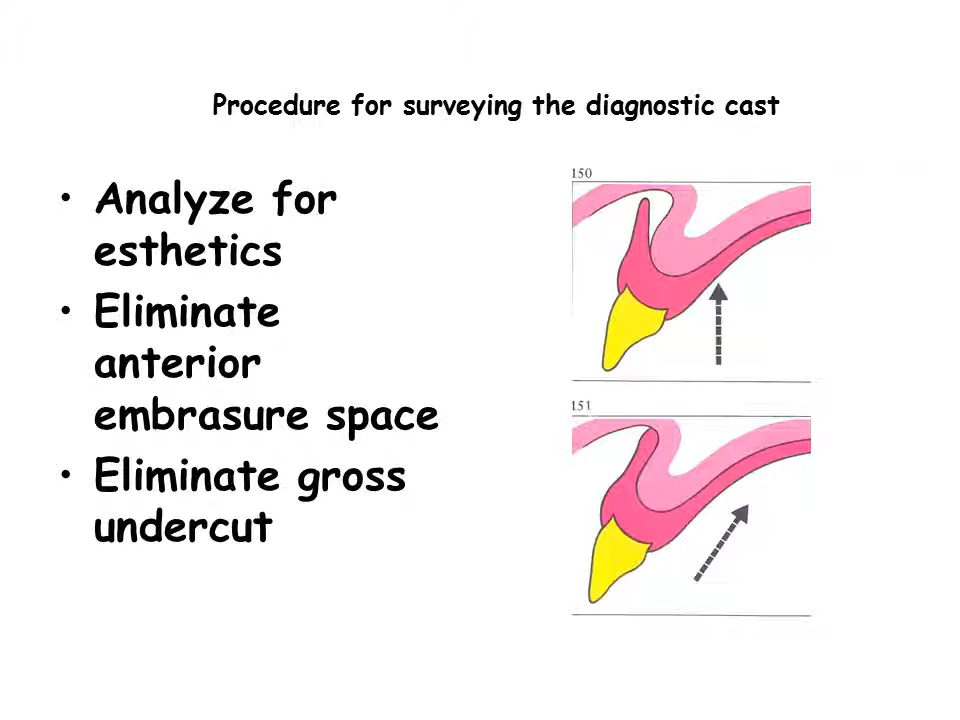 Procedure for surveying the diagnostic cast
• Analyze for
esthetics
• Eliminate
anterior
embrasure space
• Eliminate gross
undercut
150
151